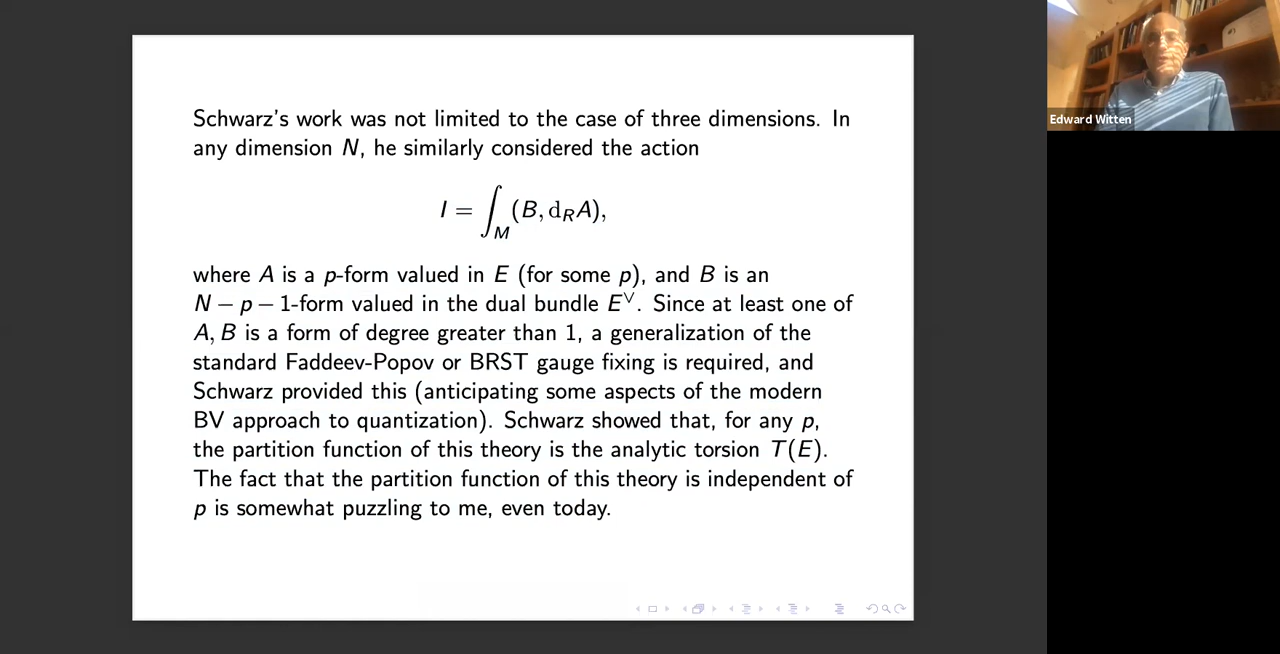 Schwarz's work was not limited to the case of three dimensions. In
any dimension N, he similarly considered the action
I = ∫_M (B, d_R A),
where A is a p-form valued in E (for some p), and B is an
N − p − 1-form valued in the dual bundle E^∨. Since at least one of
A, B is a form of degree greater than 1, a generalization of the
standard Faddeev-Popov or BRST gauge fixing is required, and
Schwarz provided this (anticipating some aspects of the modern
BV approach to quantization). Schwarz showed that, for any p,
the partition function of this theory is the analytic torsion T(E).
The fact that the partition function of this theory is independent of
p is somewhat puzzling to me, even today.
Edward Witten